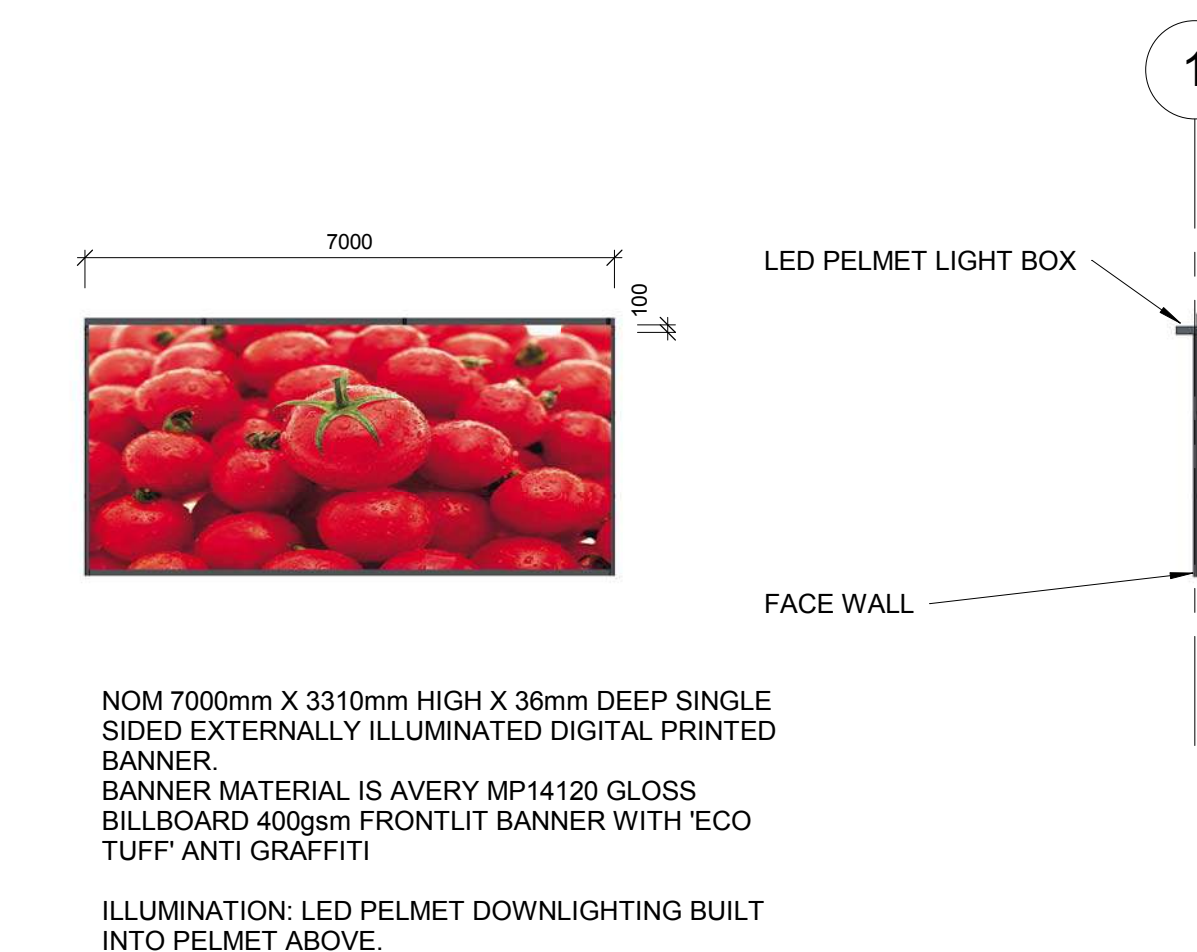 1
7000
LED PELMET LIGHT BOX
100
FACE WALL
NOM 7000mm X 3310mm HIGH X 36mm DEEP SINGLE
SIDED EXTERNALLY ILLUMINATED DIGITAL PRINTED
BANNER.
BANNER MATERIAL IS AVERY MP14120 GLOSS
BILLBOARD 400gsm FRONTLIT BANNER WITH 'ECO
TUFF' ANTI GRAFFITI
ILLUMINATION: LED PELMET DOWNLIGHTING BUILT
INTO PELMET ABOVE.